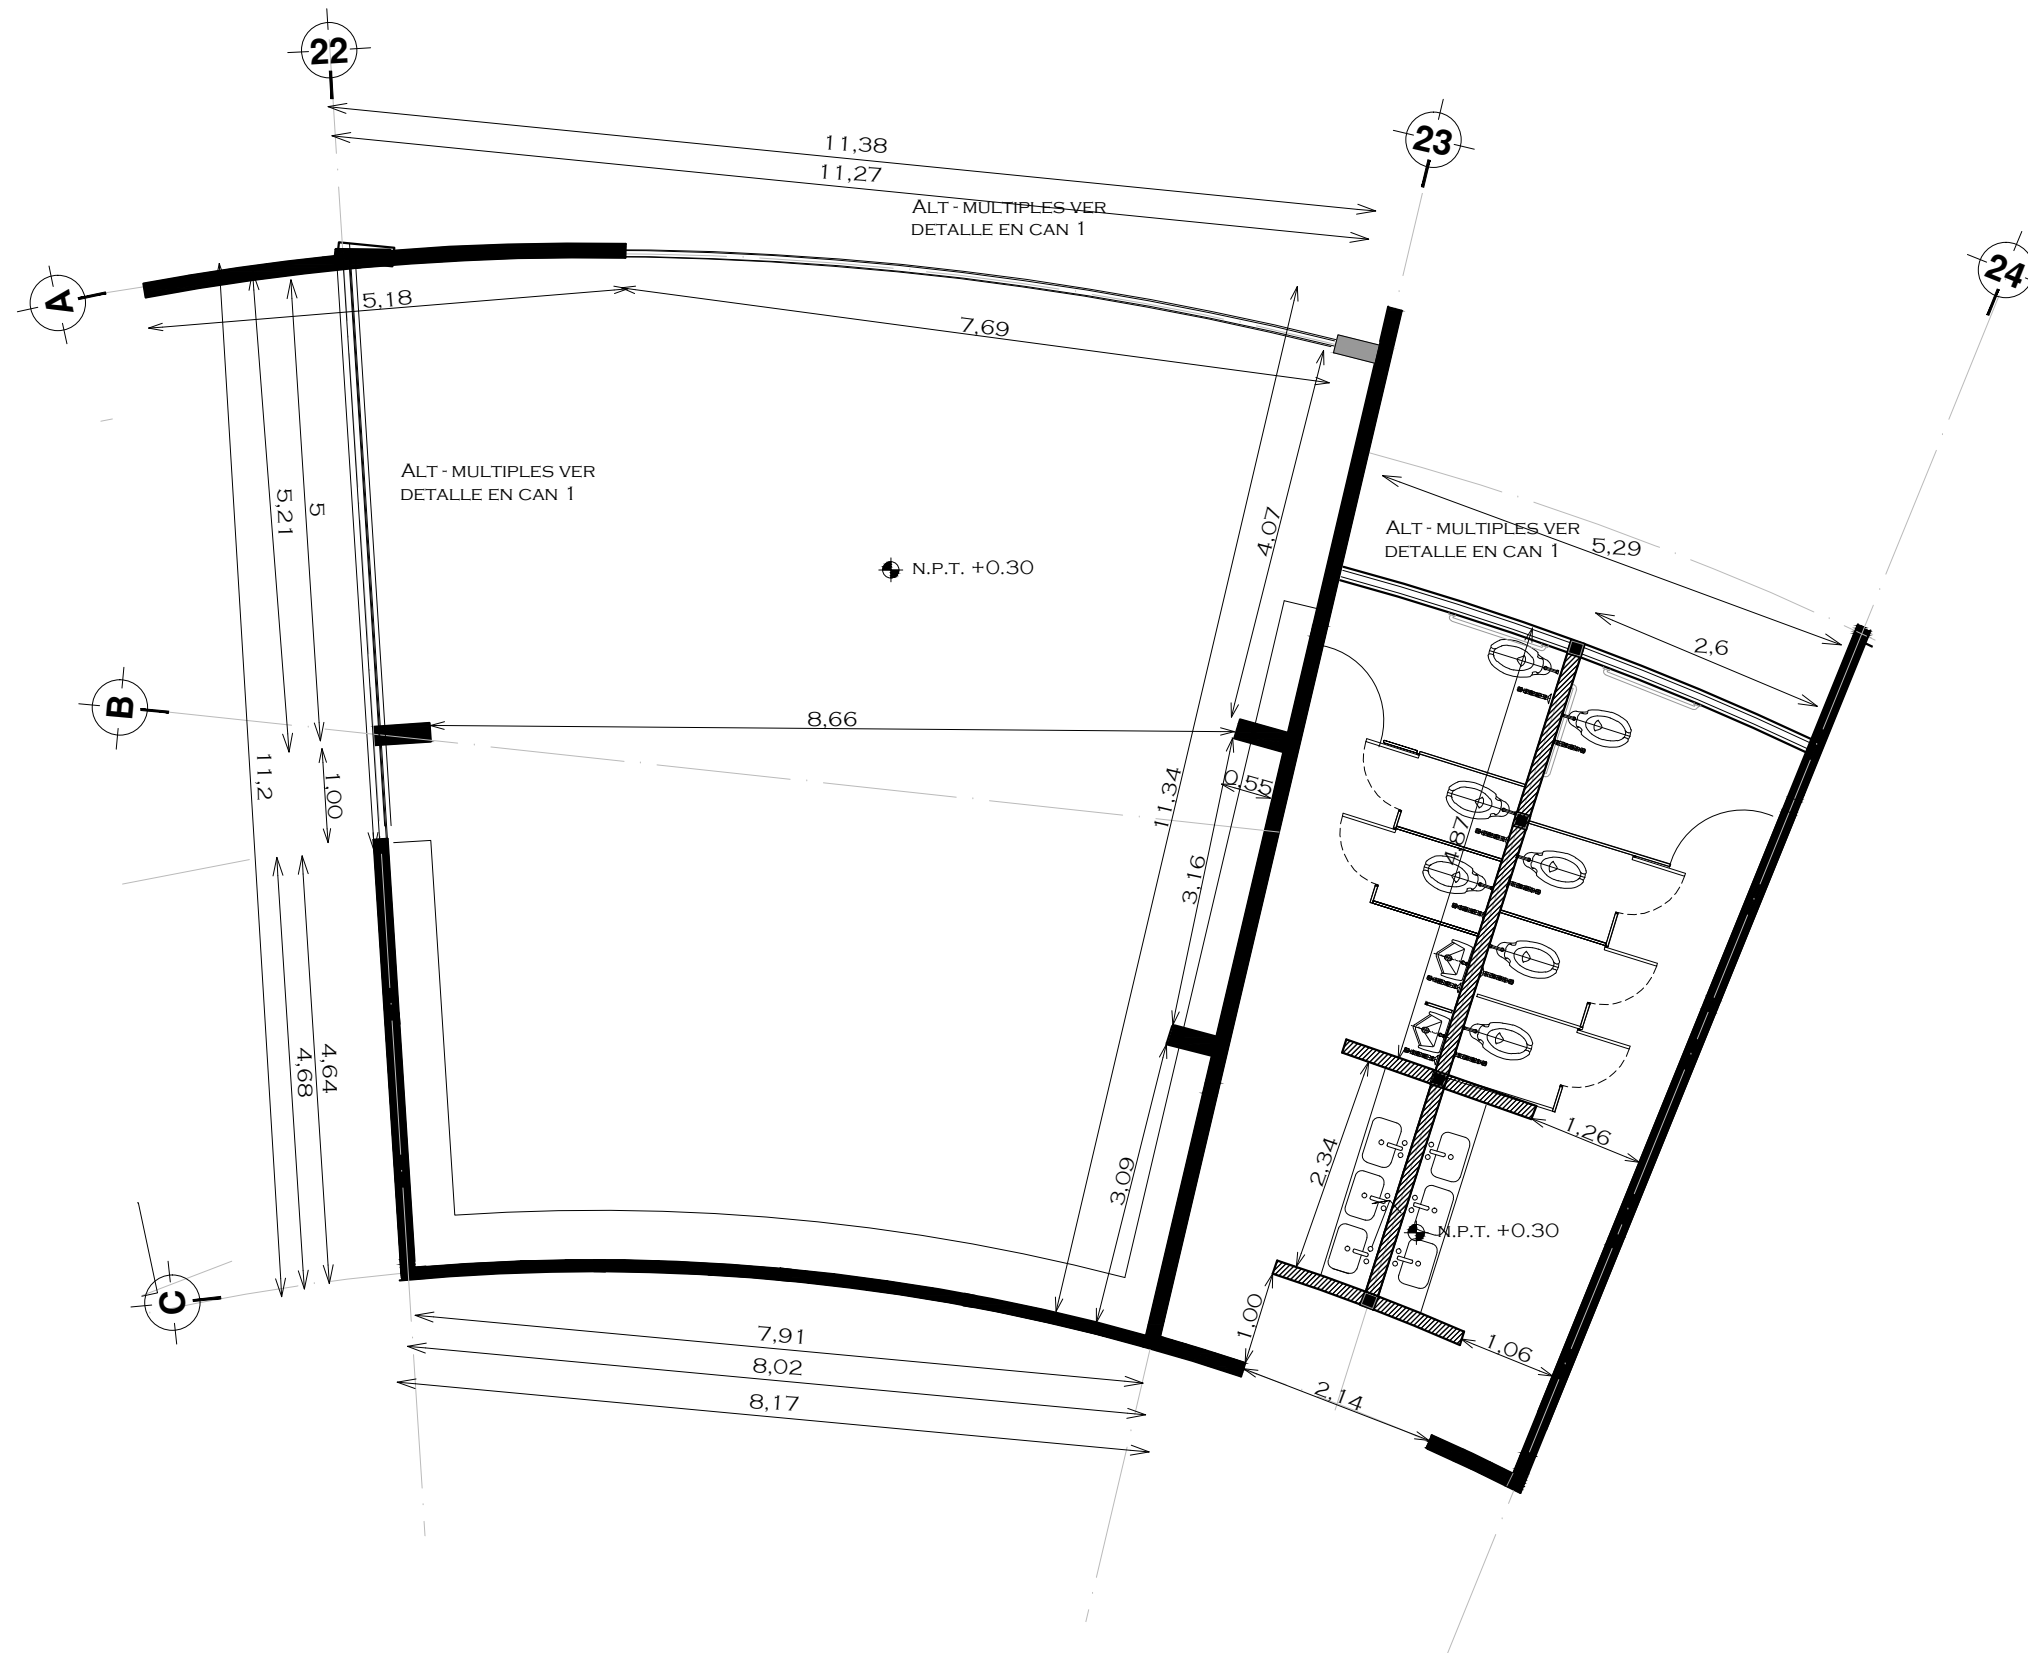 22
23
24
11,38
11,27
ALT - MULTIPLES VER
DETALLE EN CAN 1
A
5,18
7,69
ALT - MULTIPLES VER
DETALLE EN CAN 1
5,21
5
4,07
ALT - MULTIPLES VER
DETALLE EN CAN 1
5,29
N.P.T. +0.30
2,6
B
8,66
11,2
1,00
11,34
0,55
4,87
3,16
4,68
4,64
1,26
2,34
3,09
N.P.T. +0.30
C
1,00
7,91
8,02
8,17
1,06
2,14